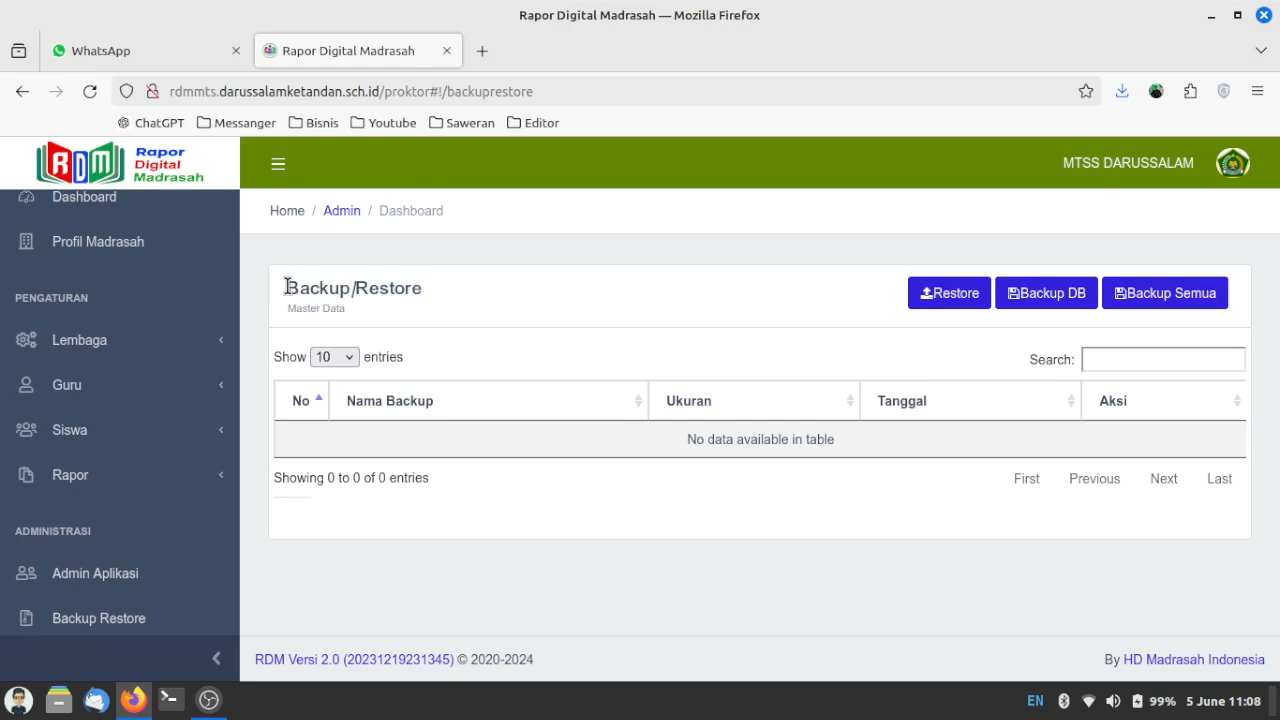 Rapor Digital Madrasah — Mozilla Firefox
WhatsApp
Rapor Digital Madrasah
rdmmts.darussalamketandan.sch.id/proktor#!/backuprestore
ChatGPT Messanger Bisnis Youtube Saweran Editor
RDM Rapor
Digital
Madrasah
MTSS DARUSSALAM
Dashboard
Profil Madrasah
PENGATURAN
Lembaga
Guru
Siswa
Rapor
ADMINISTRASI
Admin Aplikasi
Backup Restore
Home / Admin / Dashboard
Backup/Restore
Master Data
Restore Backup DB Backup Semua
Show 10 entries
Search:
No Nama Backup Ukuran Tanggal Aksi
No data available in table
Showing 0 to 0 of 0 entries
First Previous Next Last
RDM Versi 2.0 (20231219231345) © 2020-2024
By HD Madrasah Indonesia
EN 99% 5 June 11:08